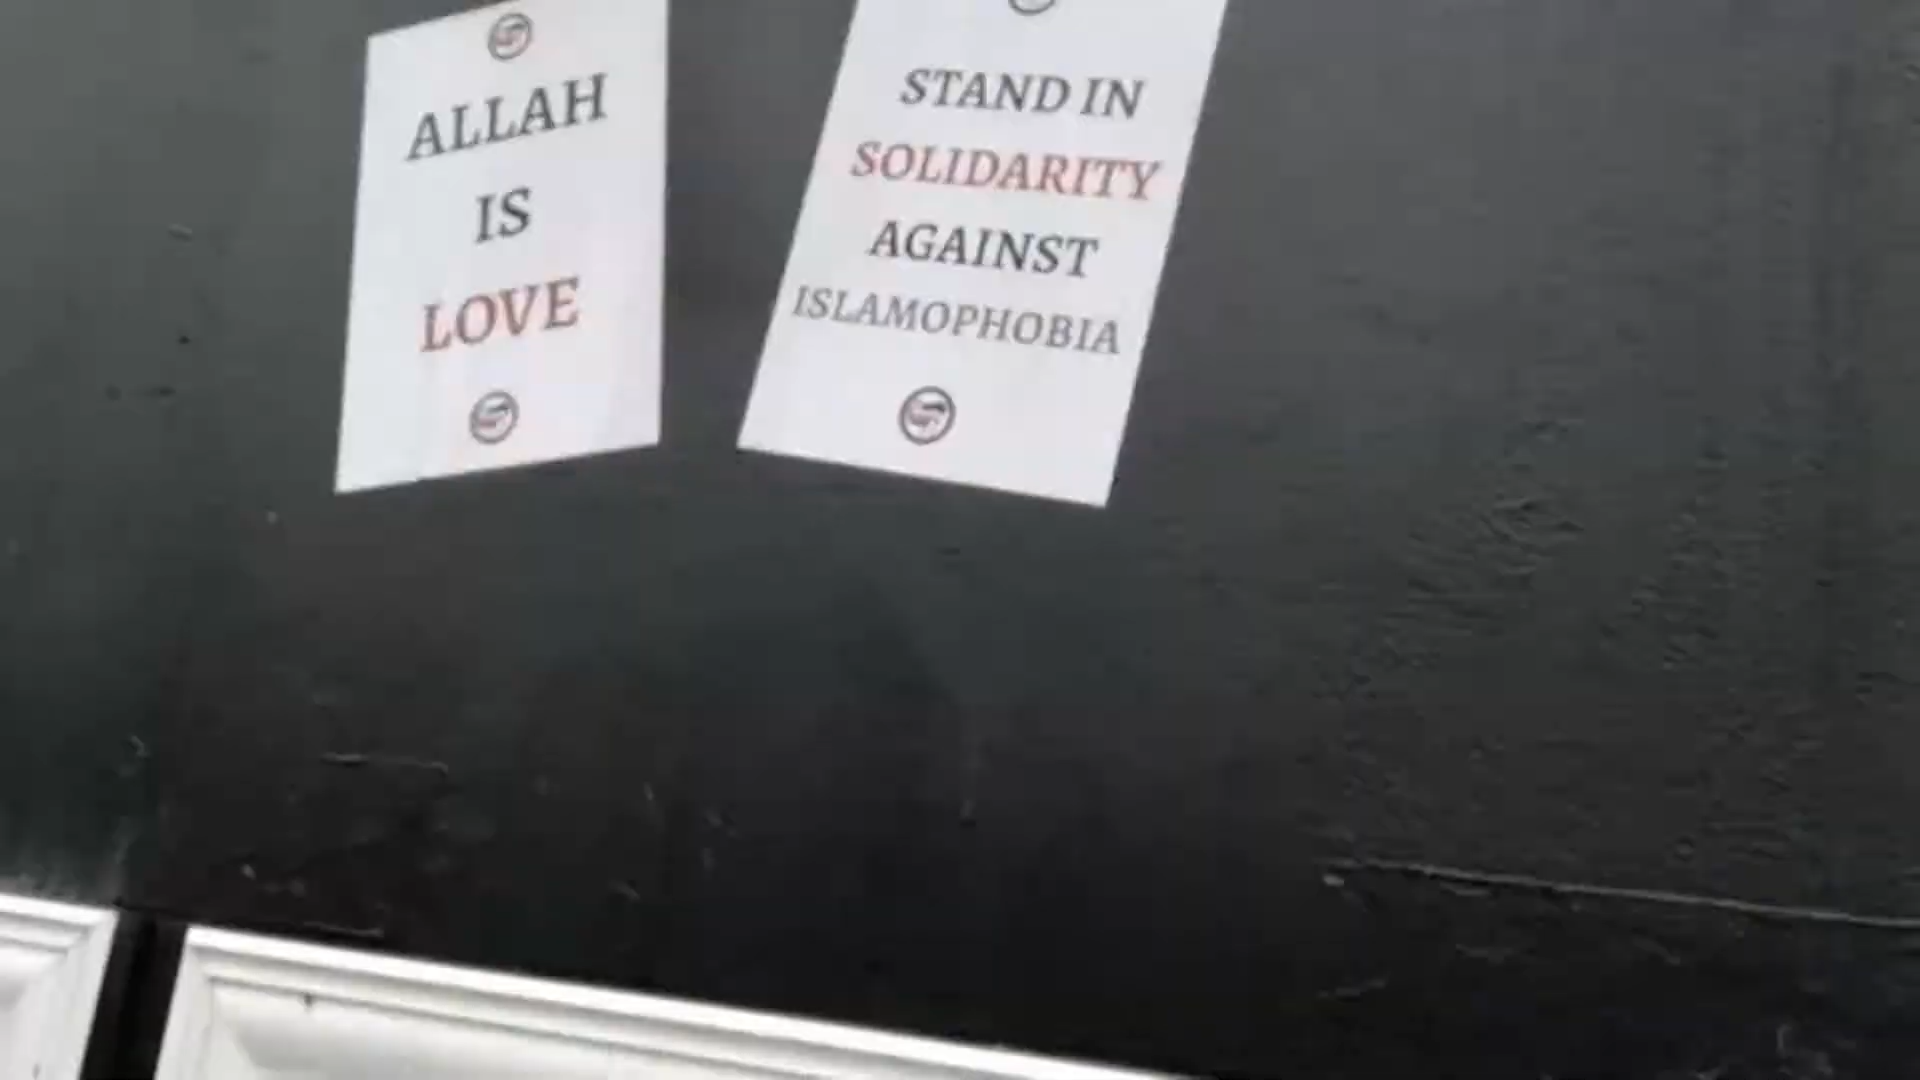 ALLAH
IS
LOVE
STAND IN
SOLIDARITY
AGAINST
ISLAMOPHOBIA